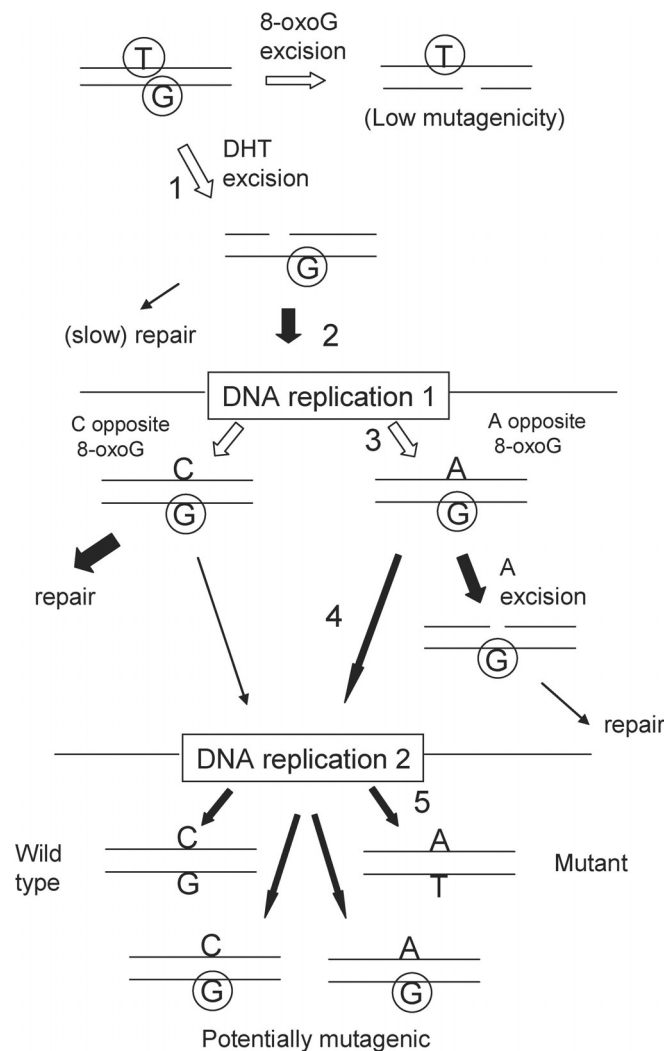 8-oxoG
excision
T
G
T
(Low mutagenicity)
DHT
excision
1
G
(slow) repair
2
DNA replication 1
C opposite
8-oxoG
3
A opposite
8-oxoG
C
G
A
G
repair
A
excision
4
G
repair
DNA replication 2
5
Wild
type
C
G
A
T
Mutant
C
G
A
G
Potentially mutagenic